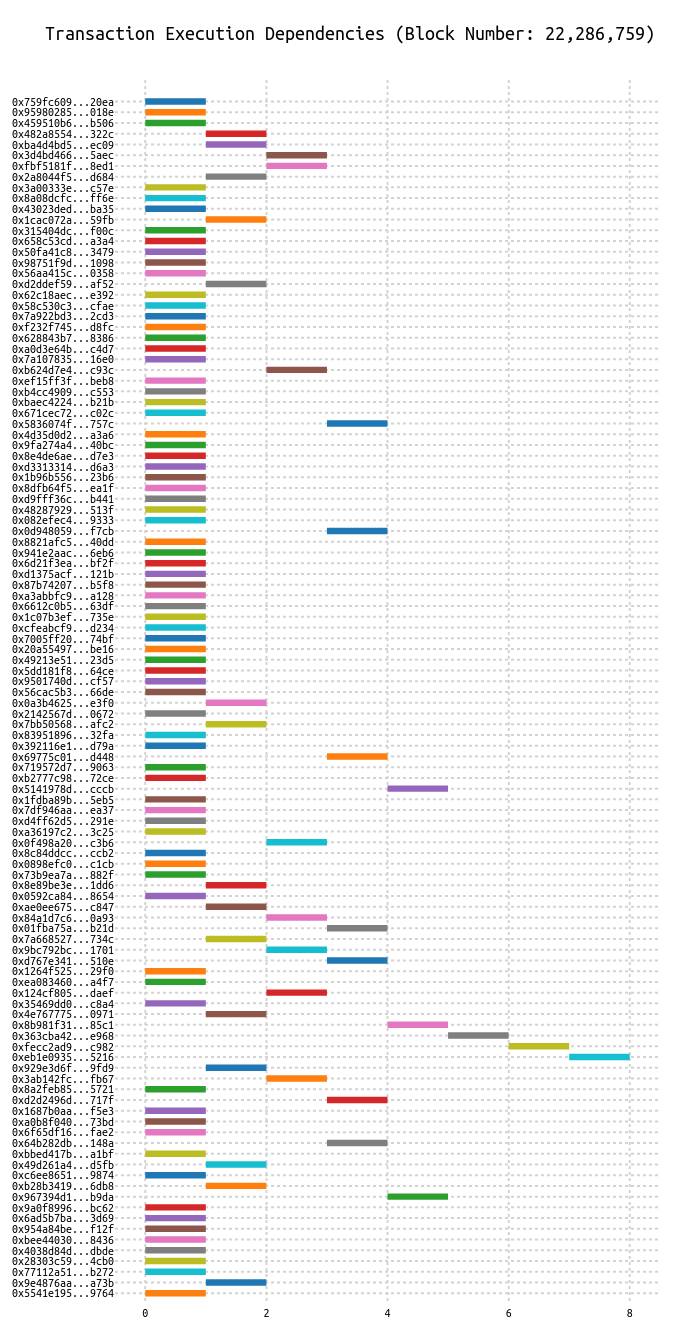 Transaction Execution Dependencies (Block Number: 22,286,759)
0x759fc609...20ea
0x95980285...018e
0x459510b6...b506
0x482a8554...322c
0xba4d4bd5...ec09
0x3d4bd466...5aec
0xfbf5181f...8ed1
0x2a8044f5...d684
0x3a00333e...c57e
0x8a08dcfc...ff6e
0x43023ded...ba35
0x1cac072a...59fb
0x315404dc...f00c
0x658c53cd...a3a4
0x50fa41c8...3479
0x98751f9d...1098
0x56aa415c...0358
0xd2ddef59...af52
0x62c18aec...e392
0x58c530c3...cfae
0x7a922bd3...2cd3
0xf232f745...d8fc
0x628843b7...8386
0xa0d3e64b...c4d7
0x7a107835...16e0
0xb624d7e4...c93c
0xef15ff3f...beb8
0xb4cc4909...c553
0xbaec4224...b21b
0x671cec72...c02c
0x5836074f...757c
0x4d35d0d2...a3a6
0x9fa274a4...40bc
0x8e4de6ae...d7e3
0xd3313314...d6a3
0x1b96b556...23b6
0x8dfb64f5...ea1f
0xd9fff36c...b441
0x48287929...513f
0x082efec4...9333
0x0d948059...f7cb
0x8821afc5...40dd
0x941e2aac...6eb6
0x6d21f3ea...bf2f
0xd1375acf...121b
0x87b74207...b5f8
0xa3abbfc9...a128
0x6612c0b5...63df
0x1c07b3ef...735e
0xcfeabcf9...d234
0x7005ff20...74bf
0x20a55497...be16
0x49213e51...23d5
0x5dd181f8...64ce
0x9501740d...cf57
0x56cac5b3...66de
0x0a3b4625...e3f0
0x2142567d...0672
0x7bb50568...afc2
0x83951896...32fa
0x392116e1...d79a
0x69775c01...d448
0x719572d7...9063
0xb2777c98...72ce
0x5141978d...cccb
0x1fdba89b...5eb5
0x7df946aa...ea37
0xd4ff62d5...291e
0xa36197c2...3c25
0x0f498a20...c3b6
0x8c84ddcc...ccb2
0x0898efc0...c1cb
0x73b9ea7a...882f
0x8e89be3e...1dd6
0x0592ca84...8654
0xae0ee675...c847
0x84a1d7c6...0a93
0x01fba75a...b21d
0x7a668527...734c
0x9bc792bc...1701
0xd767e341...510e
0x1264f525...29f0
0xea083460...a4f7
0x124cf805...daef
0x35469dd0...c8a4
0x4e767775...0971
0x8b981f31...85c1
0x363cba42...e968
0xfecc2ad9...c982
0xeb1e0935...5216
0x929e3d6f...9fd9
0x3ab142fc...fb67
0x8a2feb85...5721
0xd2d2496d...717f
0x1687b0aa...f5e3
0xa0b8f040...73bd
0x6f65df16...fae2
0x64b282db...148a
0xbbed417b...a1bf
0x49d261a4...d5fb
0xc6ee8651...9874
0xb28b3419...6db8
0x967394d1...b9da
0x9a0f8996...bc62
0x6ad5b7ba...3d69
0x954a84be...f12f
0xbee44030...8436
0x4038d84d...dbde
0x28303c59...4cb0
0x77112a51...b272
0x9e4876aa...a73b
0x5541e195...9764
0 2 4 6 8